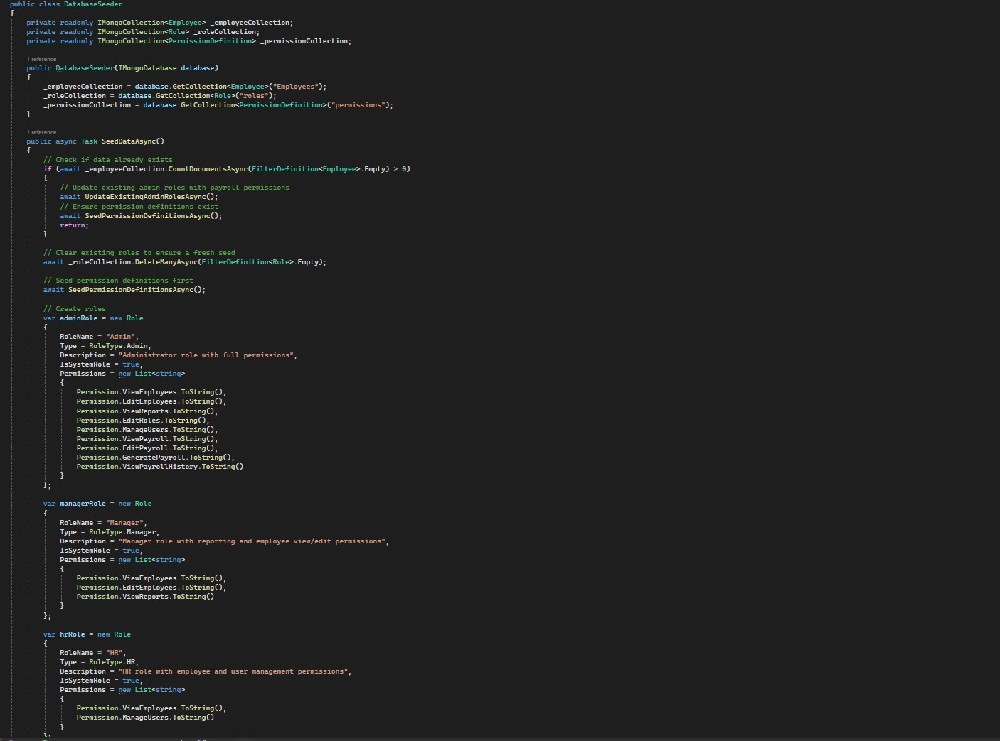 public class DatabaseSeeder
{
private readonly IMongoCollection<Employee> _employeeCollection;
private readonly IMongoCollection<Role> _roleCollection;
private readonly IMongoCollection<PermissionDefinition> _permissionCollection;
1 reference
public DatabaseSeeder(IMongoDatabase database)
{
_employeeCollection = database.GetCollection<Employee>("Employees");
_roleCollection = database.GetCollection<Role>("roles");
_permissionCollection = database.GetCollection<PermissionDefinition>("permissions");
}
1 reference
public async Task SeedDataAsync()
{
// Check if data already exists
if (await _employeeCollection.CountDocumentsAsync(FilterDefinition<Employee>.Empty) > 0)
{
// Update existing admin roles with payroll permissions
await UpdateExistingAdminRolesAsync();
// Ensure permission definitions exist
await SeedPermissionDefinitionsAsync();
return;
}
// Clear existing roles to ensure a fresh seed
await _roleCollection.DeleteManyAsync(FilterDefinition<Role>.Empty);
// Seed permission definitions first
await SeedPermissionDefinitionsAsync();
// Create roles
var adminRole = new Role
{
RoleName = "Admin",
Type = RoleType.Admin,
Description = "Administrator role with full permissions",
IsSystemRole = true,
Permissions = new List<string>
{
Permission.ViewEmployees.ToString(),
Permission.EditEmployees.ToString(),
Permission.ViewReports.ToString(),
Permission.EditRoles.ToString(),
Permission.ManageUsers.ToString(),
Permission.ViewPayroll.ToString(),
Permission.EditPayroll.ToString(),
Permission.GeneratePayroll.ToString(),
Permission.ViewPayrollHistory.ToString()
}
};
var managerRole = new Role
{
RoleName = "Manager",
Type = RoleType.Manager,
Description = "Manager role with reporting and employee view/edit permissions",
IsSystemRole = true,
Permissions = new List<string>
{
Permission.ViewEmployees.ToString(),
Permission.EditEmployees.ToString(),
Permission.ViewReports.ToString()
}
};
var hrRole = new Role
{
RoleName = "HR",
Type = RoleType.HR,
Description = "HR role with employee and user management permissions",
IsSystemRole = true,
Permissions = new List<string>
{
Permission.ViewEmployees.ToString(),
Permission.ManageUsers.ToString()
}
};